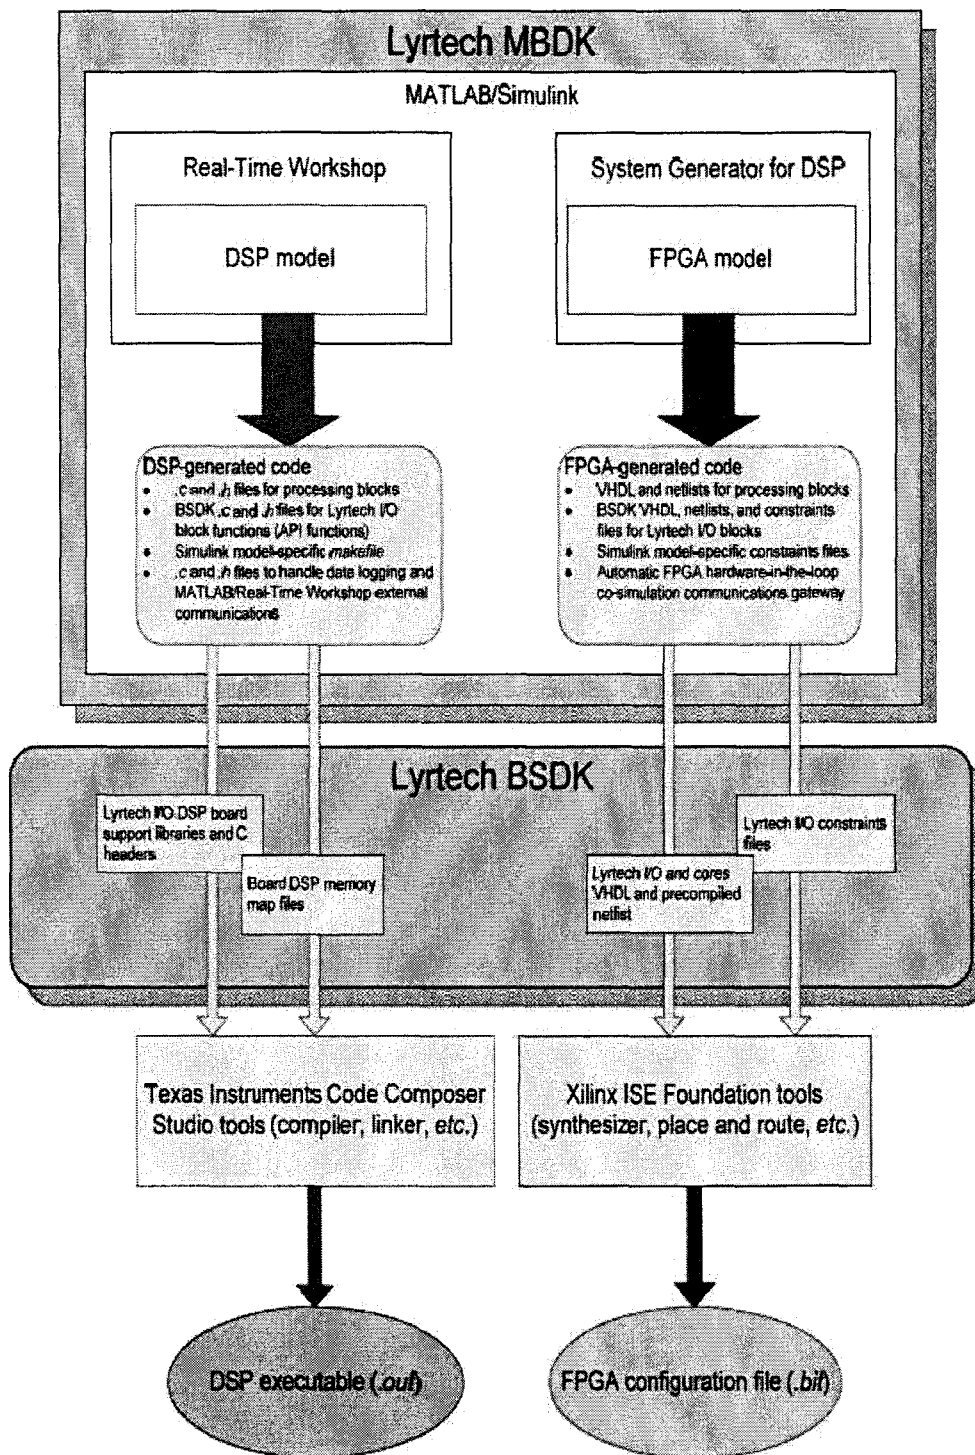 Lyrtech MBDK
MATLAB/Simulink
Real-Time Workshop
DSP model
System Generator for DSP
FPGA model
DSP-generated code
• .c and .h files for processing blocks
• BSDK .c and .h files for Lyrtech I/O
block functions (API functions)
• Simulink model-specific makefile
• .c and .h files to handle data logging and
MATLAB/Real-Time Workshop external
communications
FPGA-generated code
• VHDL and netlists for processing blocks
• BSDK VHDL, netlists, and constraints
files for Lyrtech I/O blocks
• Simulink model-specific constraints files
• Automatic FPGA hardware-in-the-loop
co-simulation communications gateway
Lyrtech BSDK
Lyrtech I/O DSP board
support libraries and C
headers
Board DSP memory
map files
Lyrtech I/O and cores
VHDL and precompiled
netlist
Lyrtech I/O constraints
files
Texas Instruments Code Composer
Studio tools (compiler, linker, etc.)
Xilinx ISE Foundation tools
(synthesizer, place and route, etc.)
DSP executable (.out)
FPGA configuration file (.bit)